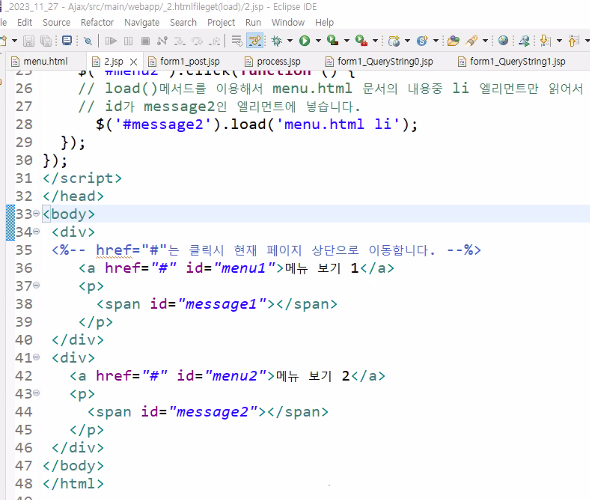 2023_11_27 - Ajax/src/main/webapp/_2.htmlfileget(load)/2.jsp - Eclipse IDE
Edit Source Refactor Navigate Search Project Run Window Help
menu.html 2.jsp form1_post.jsp process.jsp form1_QueryString0.jsp form1_QueryString1.jsp
25 $("#menu2").click(function () {
26 // load()메서드를 이용해서 menu.html 문서의 내용중 li 엘리먼트만 읽어서
27 // id가 message2인 엘리먼트에 넣습니다.
28 $('#message2').load('menu.html li');
29 });
30 });
31 </script>
32 </head>
33 <body>
34 <div>
35 <%-- href="#"는 클릭시 현재 페이지 상단으로 이동합니다. --%>
36 <a href="#" id="menu1">메뉴 보기 1</a>
37 <p>
38 <span id="message1"></span>
39 </p>
40 </div>
41 <div>
42 <a href="#" id="menu2">메뉴 보기 2</a>
43 <p>
44 <span id="message2"></span>
45 </p>
46 </div>
47 </body>
48 </html>